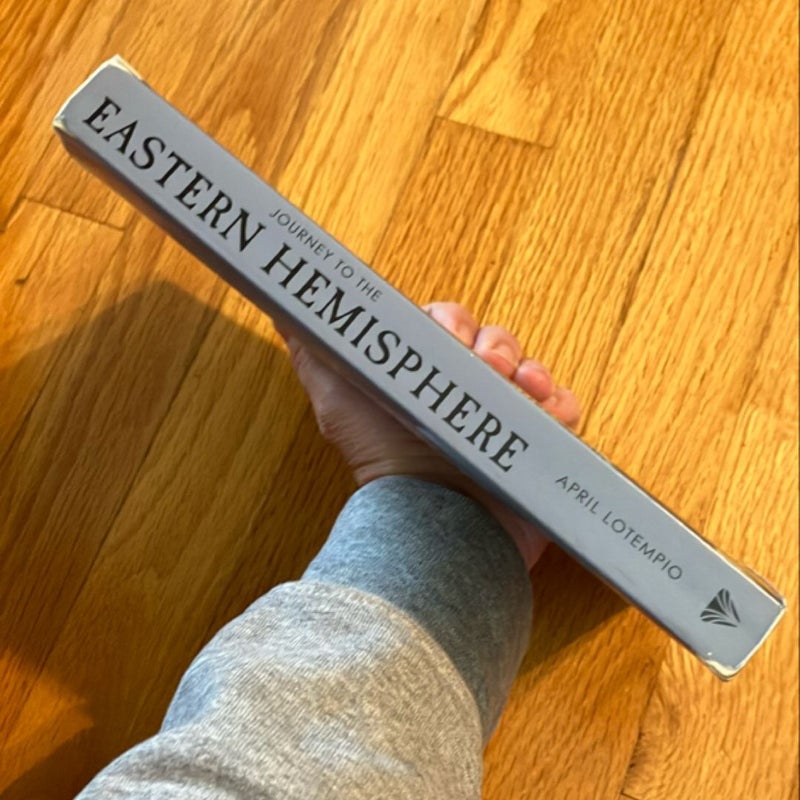 JOURNEY TO THE
EASTERN HEMISPHERE
APRIL LOTEMPIO